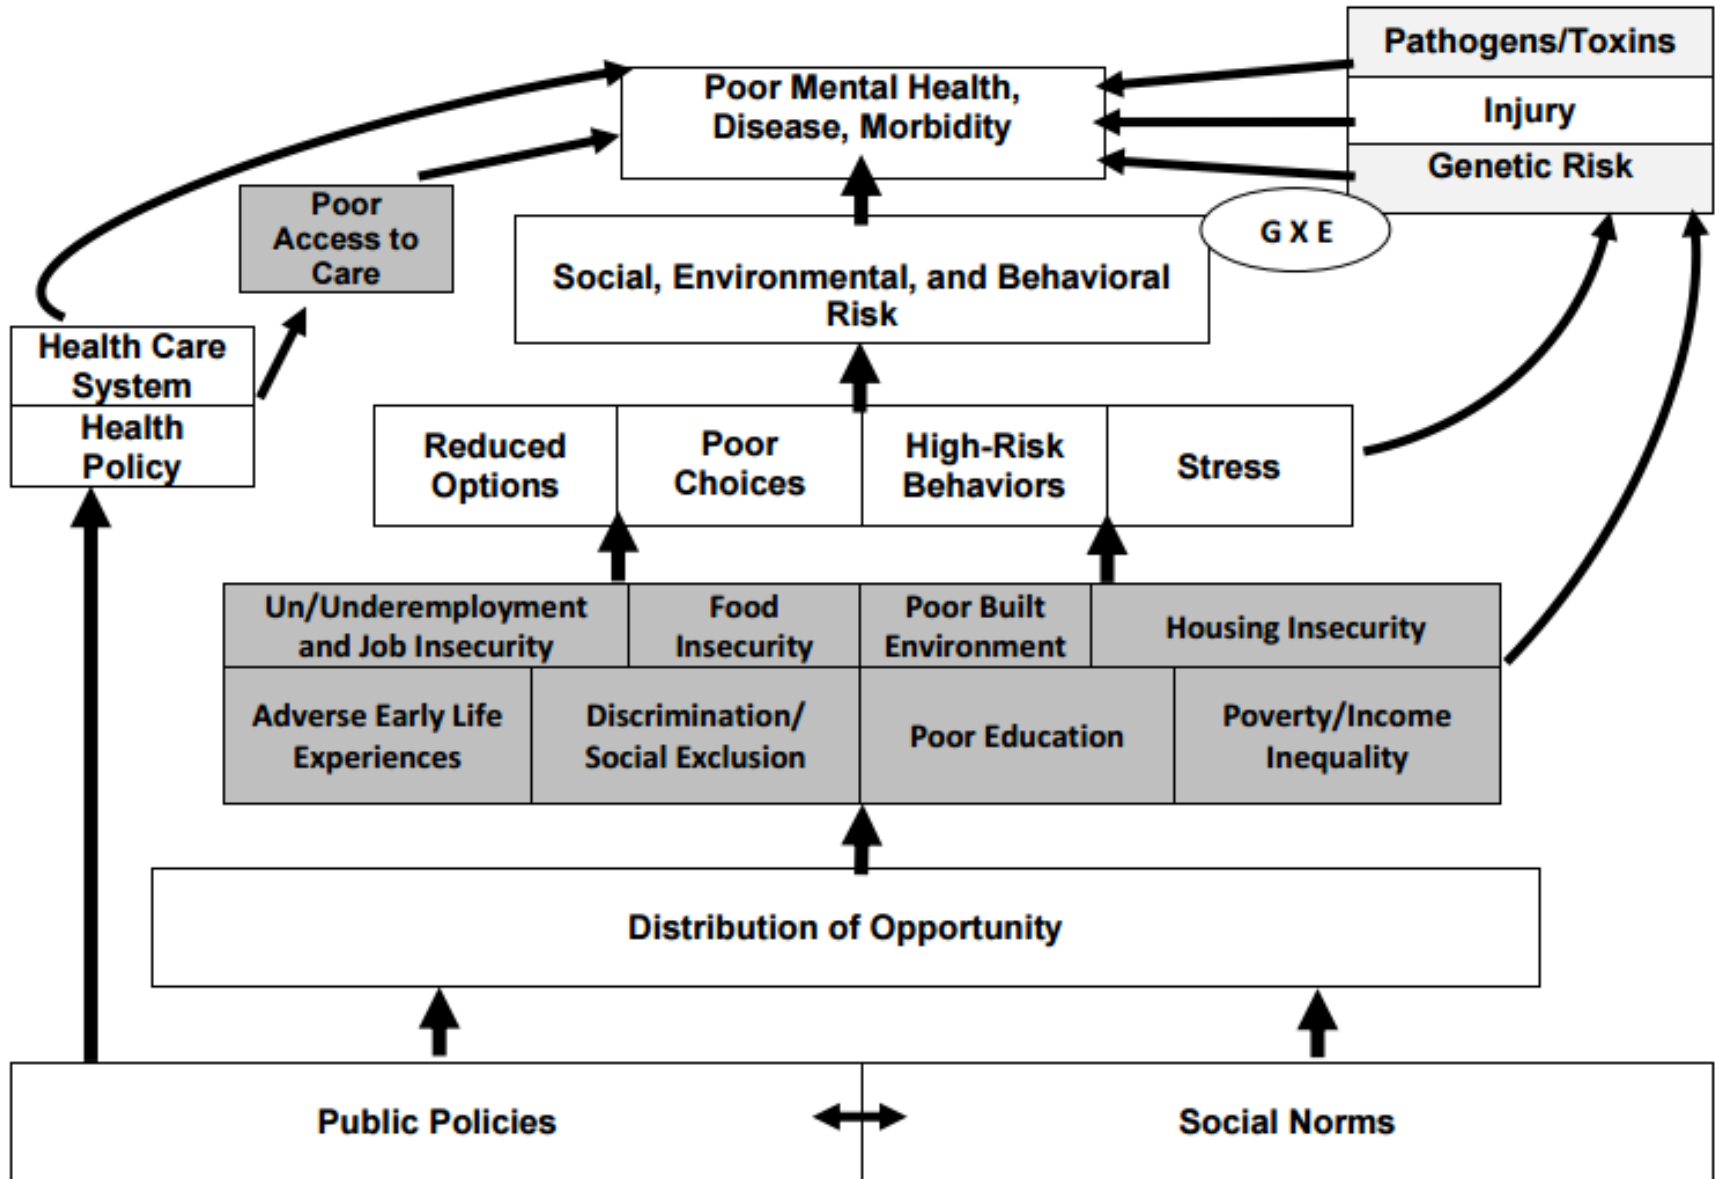 Pathogens/Toxins
Injury
Genetic Risk
Poor Mental Health,
Disease, Morbidity
G X E
Poor
Access to
Care
Social, Environmental, and Behavioral
Risk
Health Care
System
Health
Policy
Reduced
Options
Poor
Choices
High-Risk
Behaviors
Stress
Un/Underemployment
and Job Insecurity
Food
Insecurity
Poor Built
Environment
Housing Insecurity
Adverse Early Life
Experiences
Discrimination/
Social Exclusion
Poor Education
Poverty/Income
Inequality
Distribution of Opportunity
Public Policies
Social Norms